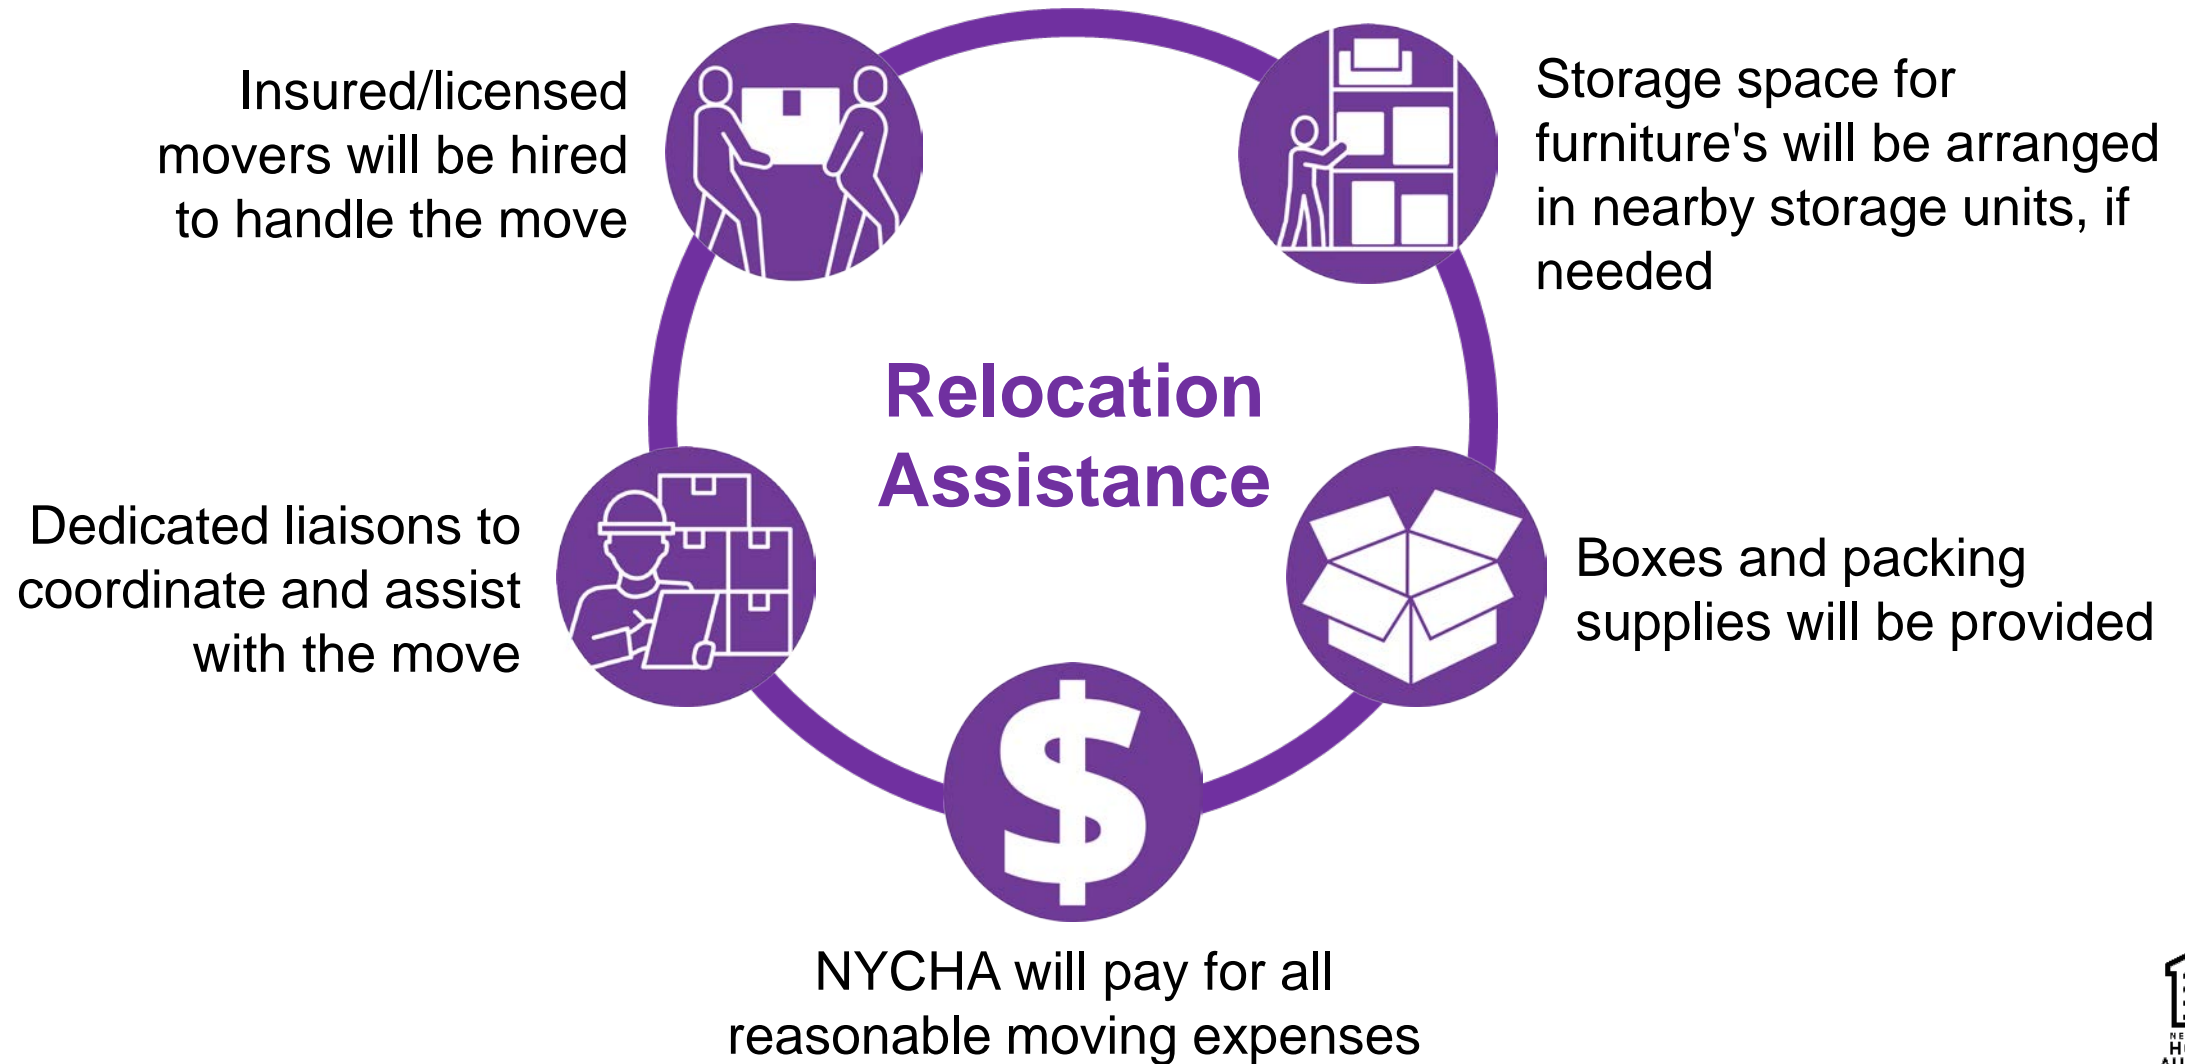 Insured/licensed
movers will be hired
to handle the move
Storage space for
furniture's will be arranged
in nearby storage units, if
needed
Relocation
Assistance
Dedicated liaisons to
coordinate and assist
with the move
Boxes and packing
supplies will be provided
$
NYCHA will pay for all
reasonable moving expenses